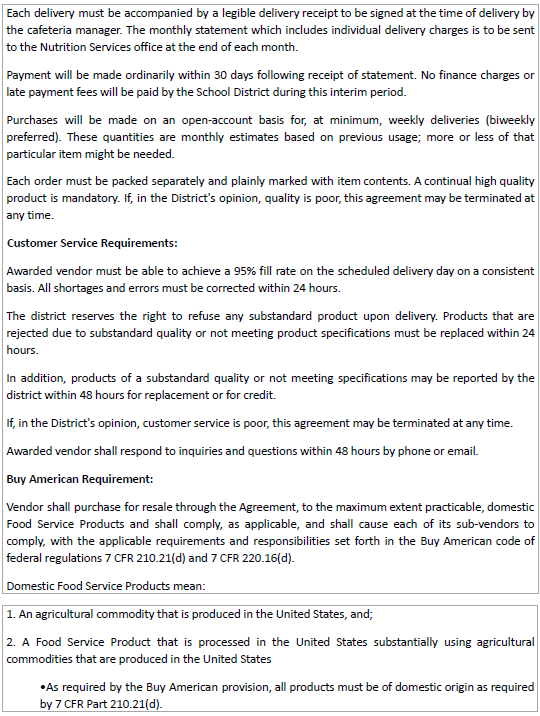 Each delivery must be accompanied by a legible delivery receipt to be signed at the time of delivery by
the cafeteria manager. The monthly statement which includes individual delivery charges is to be sent
to the Nutrition Services office at the end of each month.
Payment will be made ordinarily within 30 days following receipt of statement. No finance charges or
late payment fees will be paid by the School District during this interim period.
Purchases will be made on an open-account basis for, at minimum, weekly deliveries (biweekly
preferred). These quantities are monthly estimates based on previous usage; more or less of that
particular item might be needed.
Each order must be packed separately and plainly marked with item contents. A continual high quality
product is mandatory. If, in the District's opinion, quality is poor, this agreement may be terminated at
any time.
Customer Service Requirements:
Awarded vendor must be able to achieve a 95% fill rate on the scheduled delivery day on a consistent
basis. All shortages and errors must be corrected within 24 hours.
The district reserves the right to refuse any substandard product upon delivery. Products that are
rejected due to substandard quality or not meeting product specifications must be replaced within 24
hours.
In addition, products of a substandard quality or not meeting specifications may be reported by the
district within 48 hours for replacement or for credit.
If, in the District's opinion, customer service is poor, this agreement may be terminated at any time.
Awarded vendor shall respond to inquiries and questions within 48 hours by phone or email.
Buy American Requirement:
Vendor shall purchase for resale through the Agreement, to the maximum extent practicable, domestic
Food Service Products and shall comply, as applicable, and shall cause each of its sub-vendors to
comply, with the applicable requirements and responsibilities set forth in the Buy American code of
federal regulations 7 CFR 210.21(d) and 7 CFR 220.16(d).
Domestic Food Service Products mean:
1. An agricultural commodity that is produced in the United States, and;
2. A Food Service Product that is processed in the United States substantially using agricultural
commodities that are produced in the United States
•As required by the Buy American provision, all products must be of domestic origin as required
by 7 CFR Part 210.21(d).